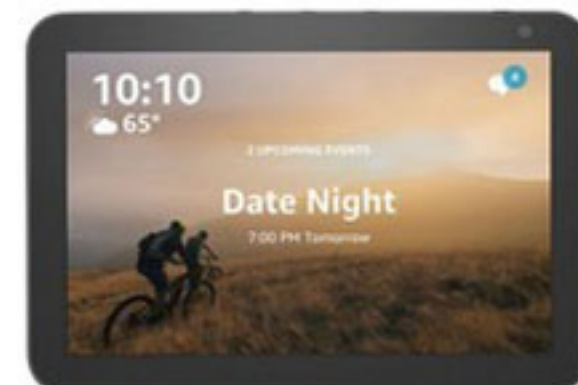 10:10
65°
2 UPCOMING EVENTS
Date Night
7:00 PM Tomorrow